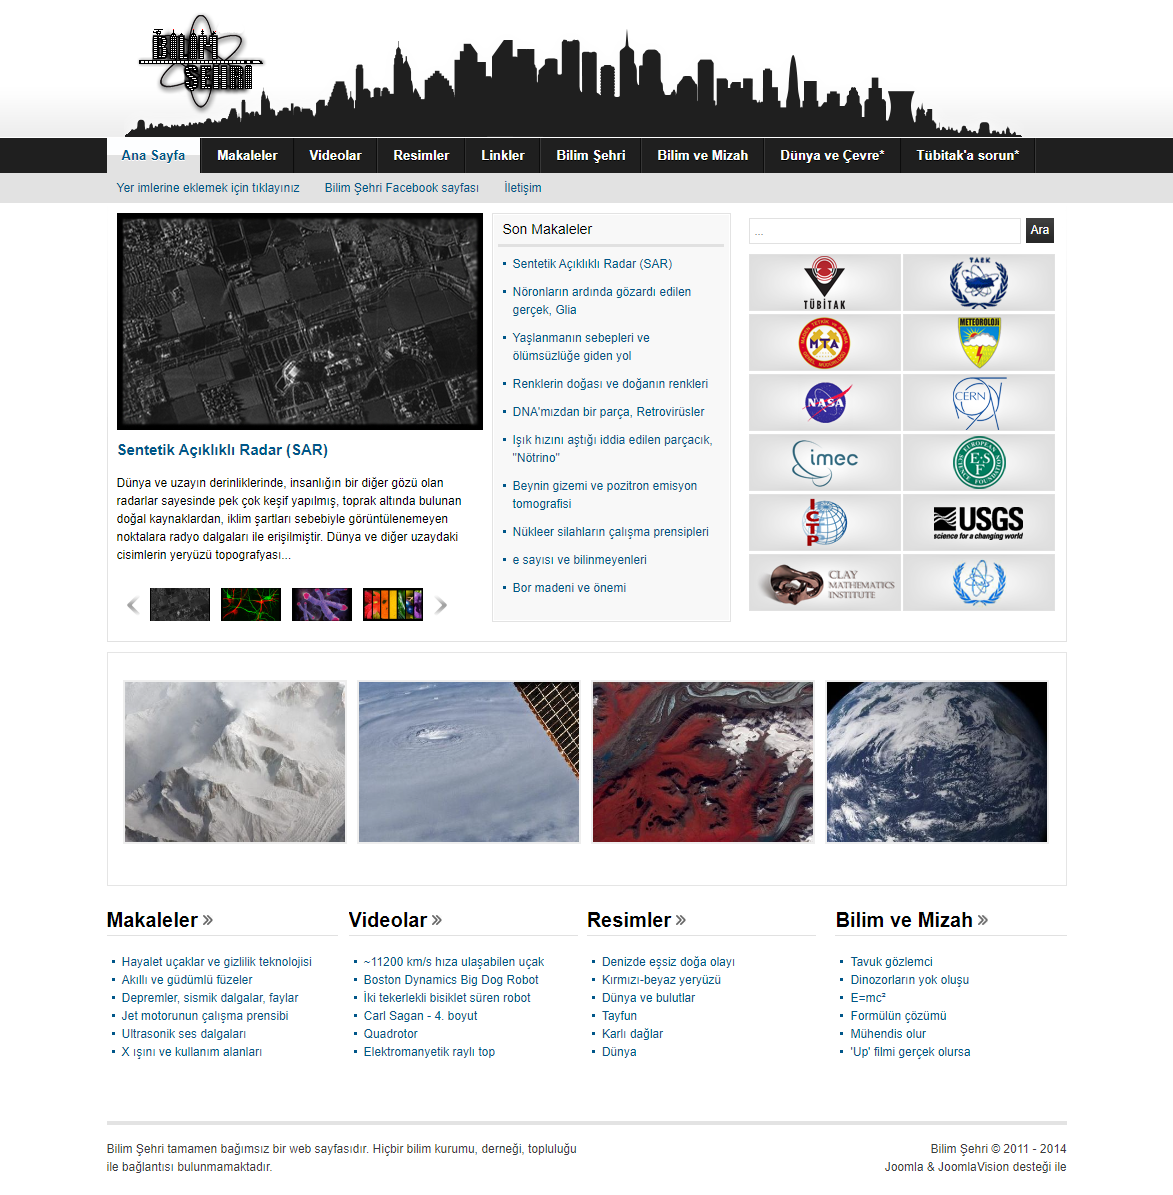 BİLİM
ŞEHRİ
Ana Sayfa
Makaleler
Videolar
Resimler
Linkler
Bilim Şehri
Bilim ve Mizah
Dünya ve Çevre*
Tübitak'a sorun*
Yer imlerine eklemek için tıklayınız
Bilim Şehri Facebook sayfası
İletişim
Sentetik Açıklıklı Radar (SAR)
Dünya ve uzayın derinliklerinde, insanlığın bir diğer gözü olan
radarlar sayesinde pek çok keşif yapılmış, toprak altında bulunan
doğal kaynaklardan, iklim şartları sebebiyle görüntülenemeyen
noktalara radyo dalgaları ile erişilmiştir. Dünya ve diğer uzaydaki
cisimlerin yeryüzü topografyası...
Son Makaleler
Sentetik Açıklıklı Radar (SAR)
Nöronların ardında gözardı edilen
gerçek, Glia
Yaşlanmanın sebepleri ve
ölümsüzlüğe giden yol
Renklerin doğası ve doğanın renkleri
DNA'mızdan bir parça, Retrovirüsler
Işık hızını aştığı iddia edilen parçacık,
"Nötrino"
Beynin gizemi ve pozitron emisyon
tomografisi
Nükleer silahların çalışma prensipleri
e sayısı ve bilinmeyenleri
Bor madeni ve önemi
...
Ara
TÜBİTAK
TAEK
MTA
METEOROLOJİ
NASA
CERN
imec
ESF
ICTP
USGS
science for a changing world
CLAY
MATHEMATICS
INSTITUTE
Makaleler
Hayalet uçaklar ve gizlilik teknolojisi
Akıllı ve güdümlü füzeler
Depremler, sismik dalgalar, faylar
Jet motorunun çalışma prensibi
Ultrasonik ses dalgaları
X ışını ve kullanım alanları
Videolar
~11200 km/s hıza ulaşabilen uçak
Boston Dynamics Big Dog Robot
İki tekerlekli bisiklet süren robot
Carl Sagan - 4. boyut
Quadrotor
Elektromanyetik raylı top
Resimler
Denizde eşsiz doğa olayı
Kırmızı-beyaz yeryüzü
Dünya ve bulutlar
Tayfun
Karlı dağlar
Dünya
Bilim ve Mizah
Tavuk gözlemci
Dinozorların yok oluşu
E=mc²
Formülün çözümü
Mühendis olur
'Up' filmi gerçek olursa
Bilim Şehri tamamen bağımsız bir web sayfasıdır. Hiçbir bilim kurumu, derneği, topluluğu
ile bağlantısı bulunmamaktadır.
Bilim Şehri © 2011 - 2014
Joomla & JoomlaVision desteği ile